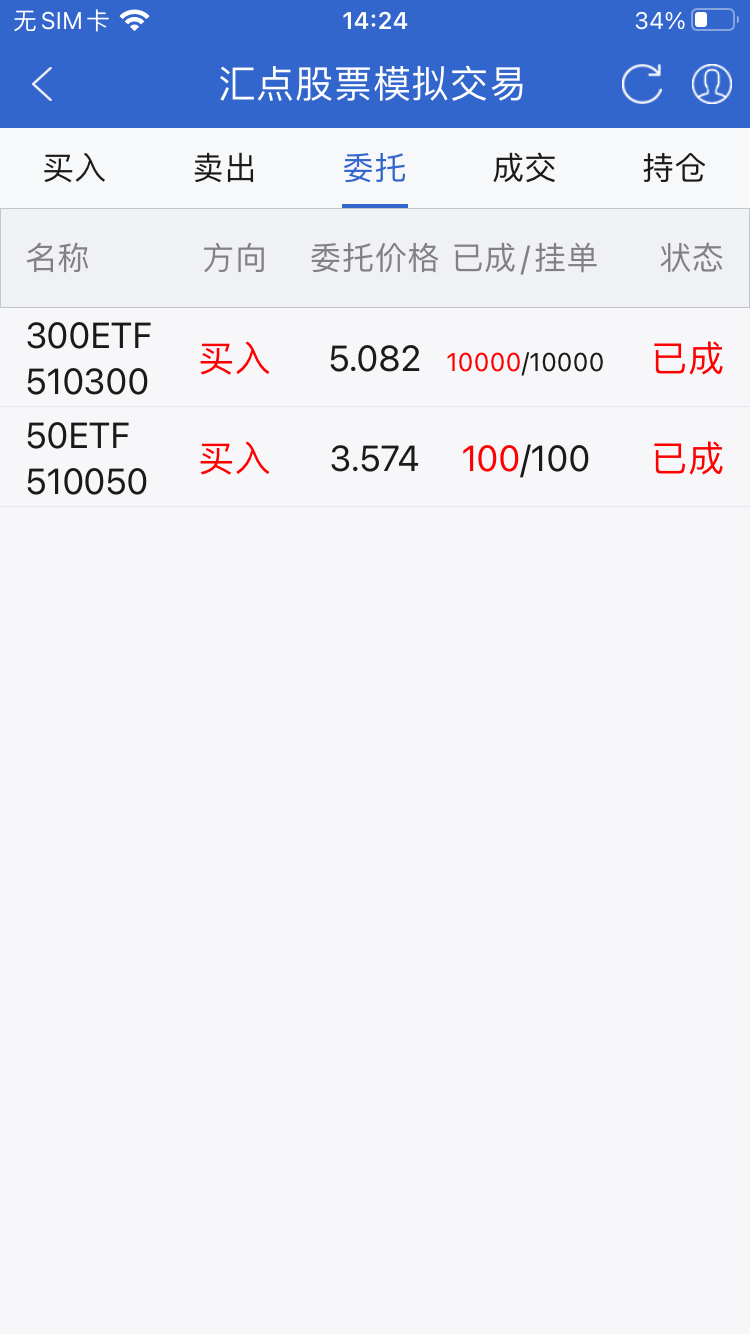 无SIM卡 14:24 34%
汇点股票模拟交易
买入 卖出 委托 成交 持仓
名称 方向 委托价格 已成/挂单 状态
300ETF
510300 买入 5.082 10000/10000 已成
50ETF
510050 买入 3.574 100/100 已成